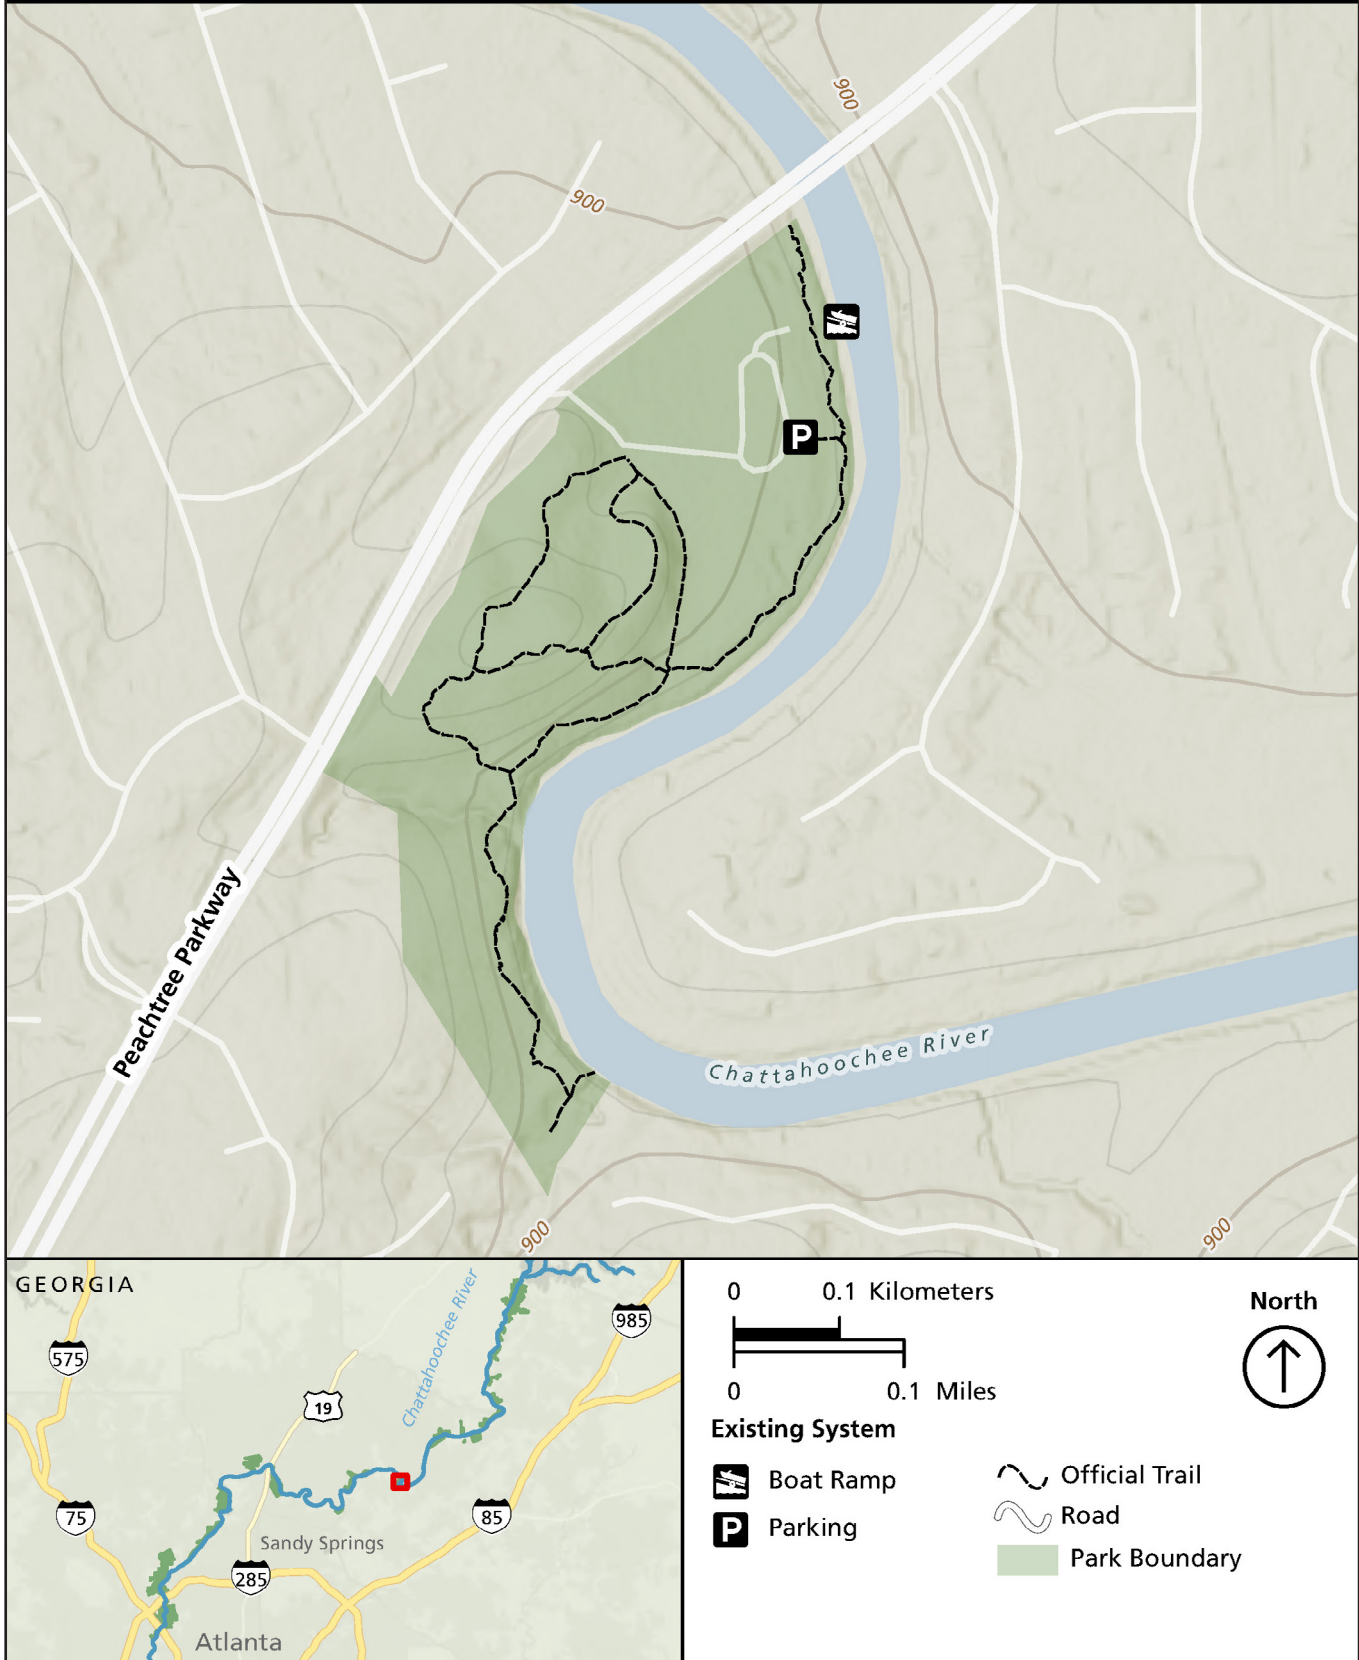 900
900
Peachtree Parkway
Chattahoochee River
900
900
GEORGIA
575
19
Chattahoochee River
985
75
85
Sandy Springs
285
Atlanta
0 0.1 Kilometers
0 0.1 Miles
North
Existing System
Boat Ramp
P Parking
Official Trail
Road
Park Boundary
P